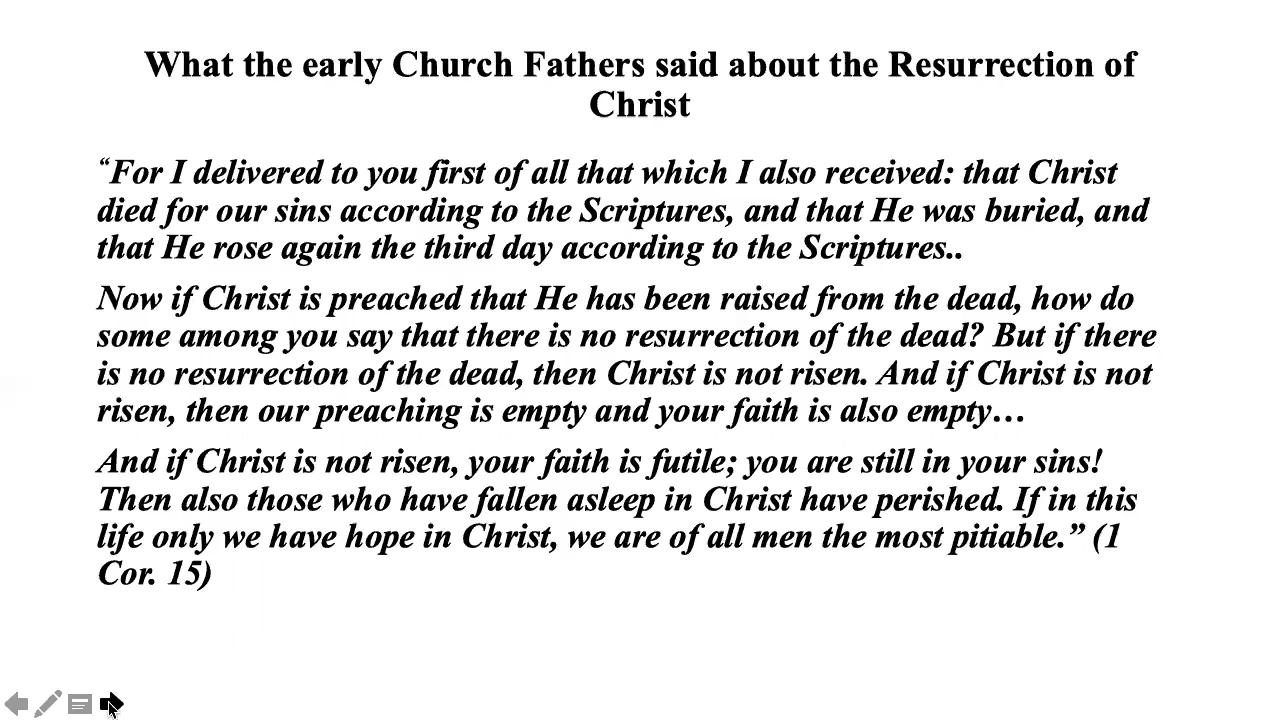 What the early Church Fathers said about the Resurrection of
Christ
“For I delivered to you first of all that which I also received: that Christ
died for our sins according to the Scriptures, and that He was buried, and
that He rose again the third day according to the Scriptures..
Now if Christ is preached that He has been raised from the dead, how do
some among you say that there is no resurrection of the dead? But if there
is no resurrection of the dead, then Christ is not risen. And if Christ is not
risen, then our preaching is empty and your faith is also empty…
And if Christ is not risen, your faith is futile; you are still in your sins!
Then also those who have fallen asleep in Christ have perished. If in this
life only we have hope in Christ, we are of all men the most pitiable.” (1
Cor. 15)